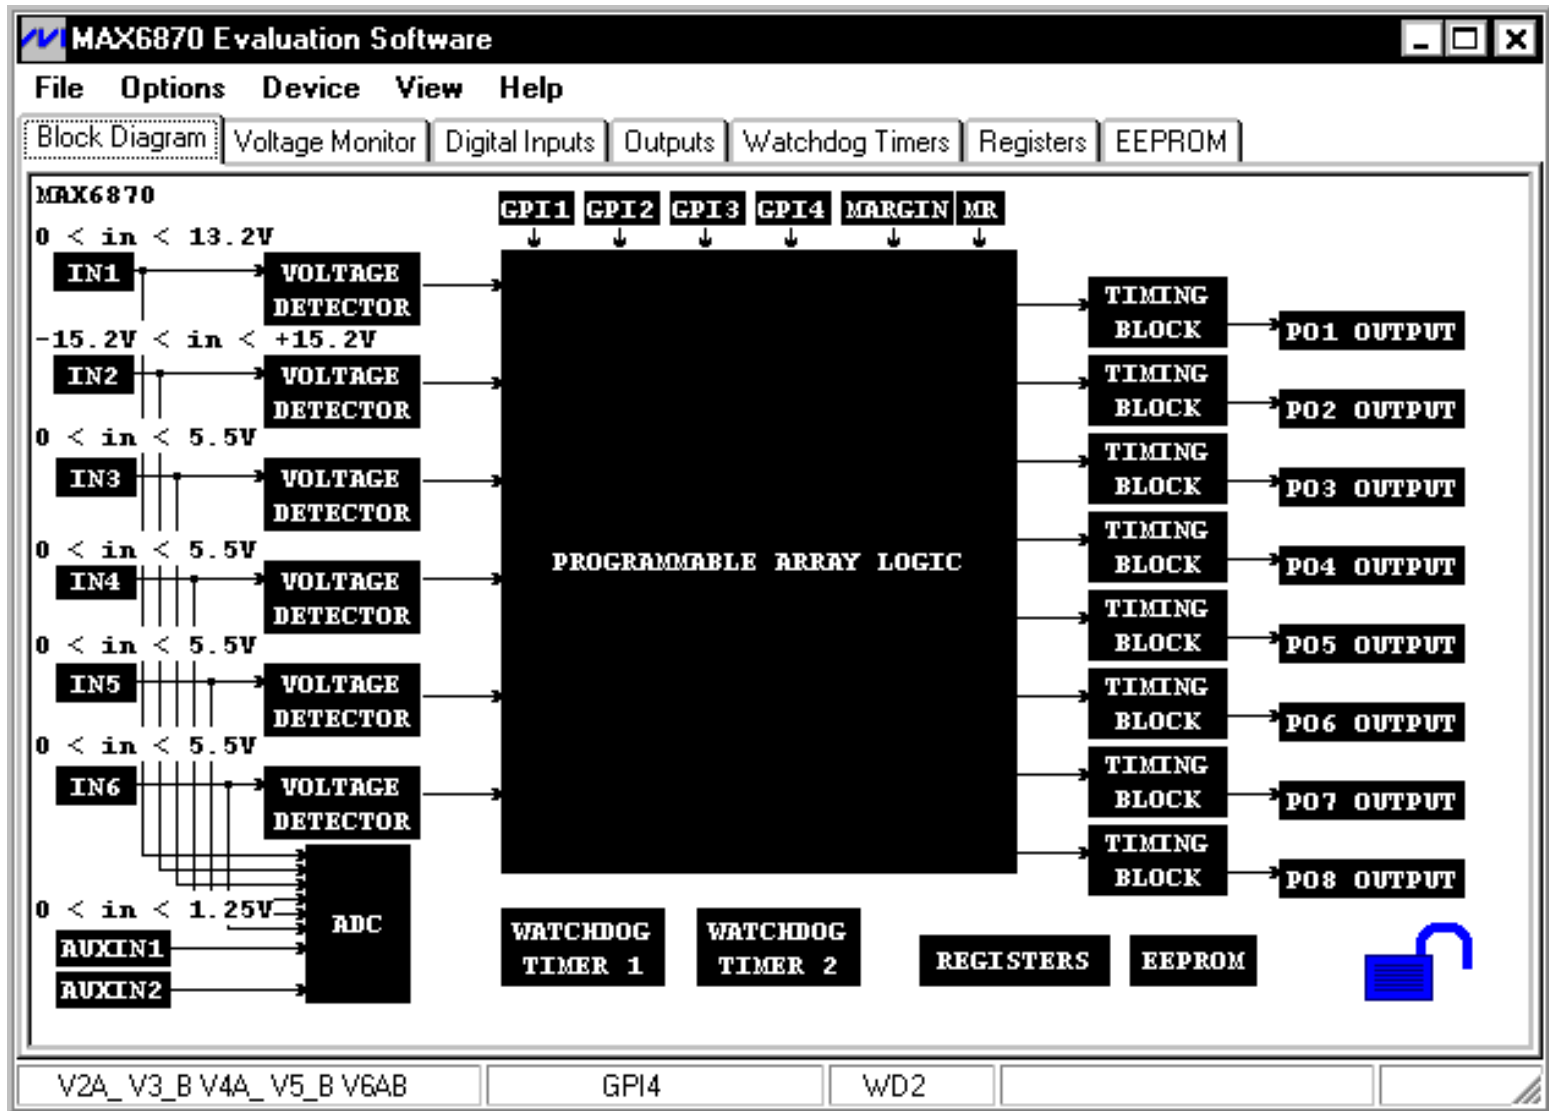 MAX6870 Evaluation Software
File Options Device View Help
Block Diagram Voltage Monitor Digital Inputs Outputs Watchdog Timers Registers EEPROM
MAX6870
GPI1 GPI2 GPI3 GPI4 MARGIN MR
0 < in < 13.2V
IN1
VOLTAGE
DETECTOR
-15.2V < in < +15.2V
IN2
VOLTAGE
DETECTOR
0 < in < 5.5V
IN3
VOLTAGE
DETECTOR
0 < in < 5.5V
IN4
VOLTAGE
DETECTOR
0 < in < 5.5V
IN5
VOLTAGE
DETECTOR
0 < in < 5.5V
IN6
VOLTAGE
DETECTOR
0 < in < 1.25V
AUXIN1
AUXIN2
ADC
PROGRAMMABLE ARRAY LOGIC
TIMING
BLOCK
PO1 OUTPUT
TIMING
BLOCK
PO2 OUTPUT
TIMING
BLOCK
PO3 OUTPUT
TIMING
BLOCK
PO4 OUTPUT
TIMING
BLOCK
PO5 OUTPUT
TIMING
BLOCK
PO6 OUTPUT
TIMING
BLOCK
PO7 OUTPUT
TIMING
BLOCK
PO8 OUTPUT
WATCHDOG
TIMER 1
WATCHDOG
TIMER 2
REGISTERS
EEPROM
V2A_ V3_B V4A_ V5_B V6AB GPI4 WD2